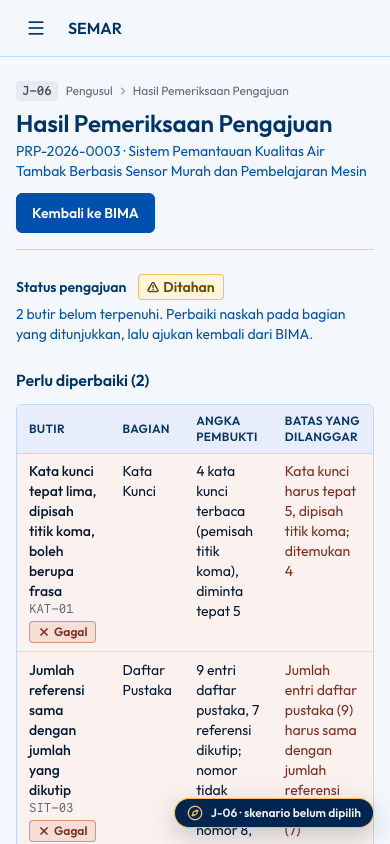 SEMAR
J-06 Pengusul > Hasil Pemeriksaan Pengajuan
Hasil Pemeriksaan Pengajuan
PRP-2026-0003 · Sistem Pemantauan Kualitas Air
Tambak Berbasis Sensor Murah dan Pembelajaran Mesin
Kembali ke BIMA
Status pengajuan Ditahan
2 butir belum terpenuhi. Perbaiki naskah pada bagian
yang ditunjukkan, lalu ajukan kembali dari BIMA.
Perlu diperbaiki (2)
BUTIR
BAGIAN
ANGKA
PEMBUKTI
BATAS YANG
DILANGGAR
Kata kunci
tepat lima,
dipisah
titik koma,
boleh
berupa
frasa
KAT-01
Gagal
Kata
Kunci
4 kata
kunci
terbaca
(pemisah
titik
koma),
diminta
tepat 5
Kata kunci
harus tepat
5, dipisah
titik koma;
ditemukan
4
Jumlah
referensi
sama
dengan
jumlah
yang
dikutip
SIT-03
Gagal
Daftar
Pustaka
9 entri
daftar
pustaka, 7
referensi
dikutip;
nomor
tidak
nomor 8,
Jumlah
entri daftar
pustaka (9)
harus sama
dengan
jumlah
referensi
(7)
J-06 · skenario belum dipilih